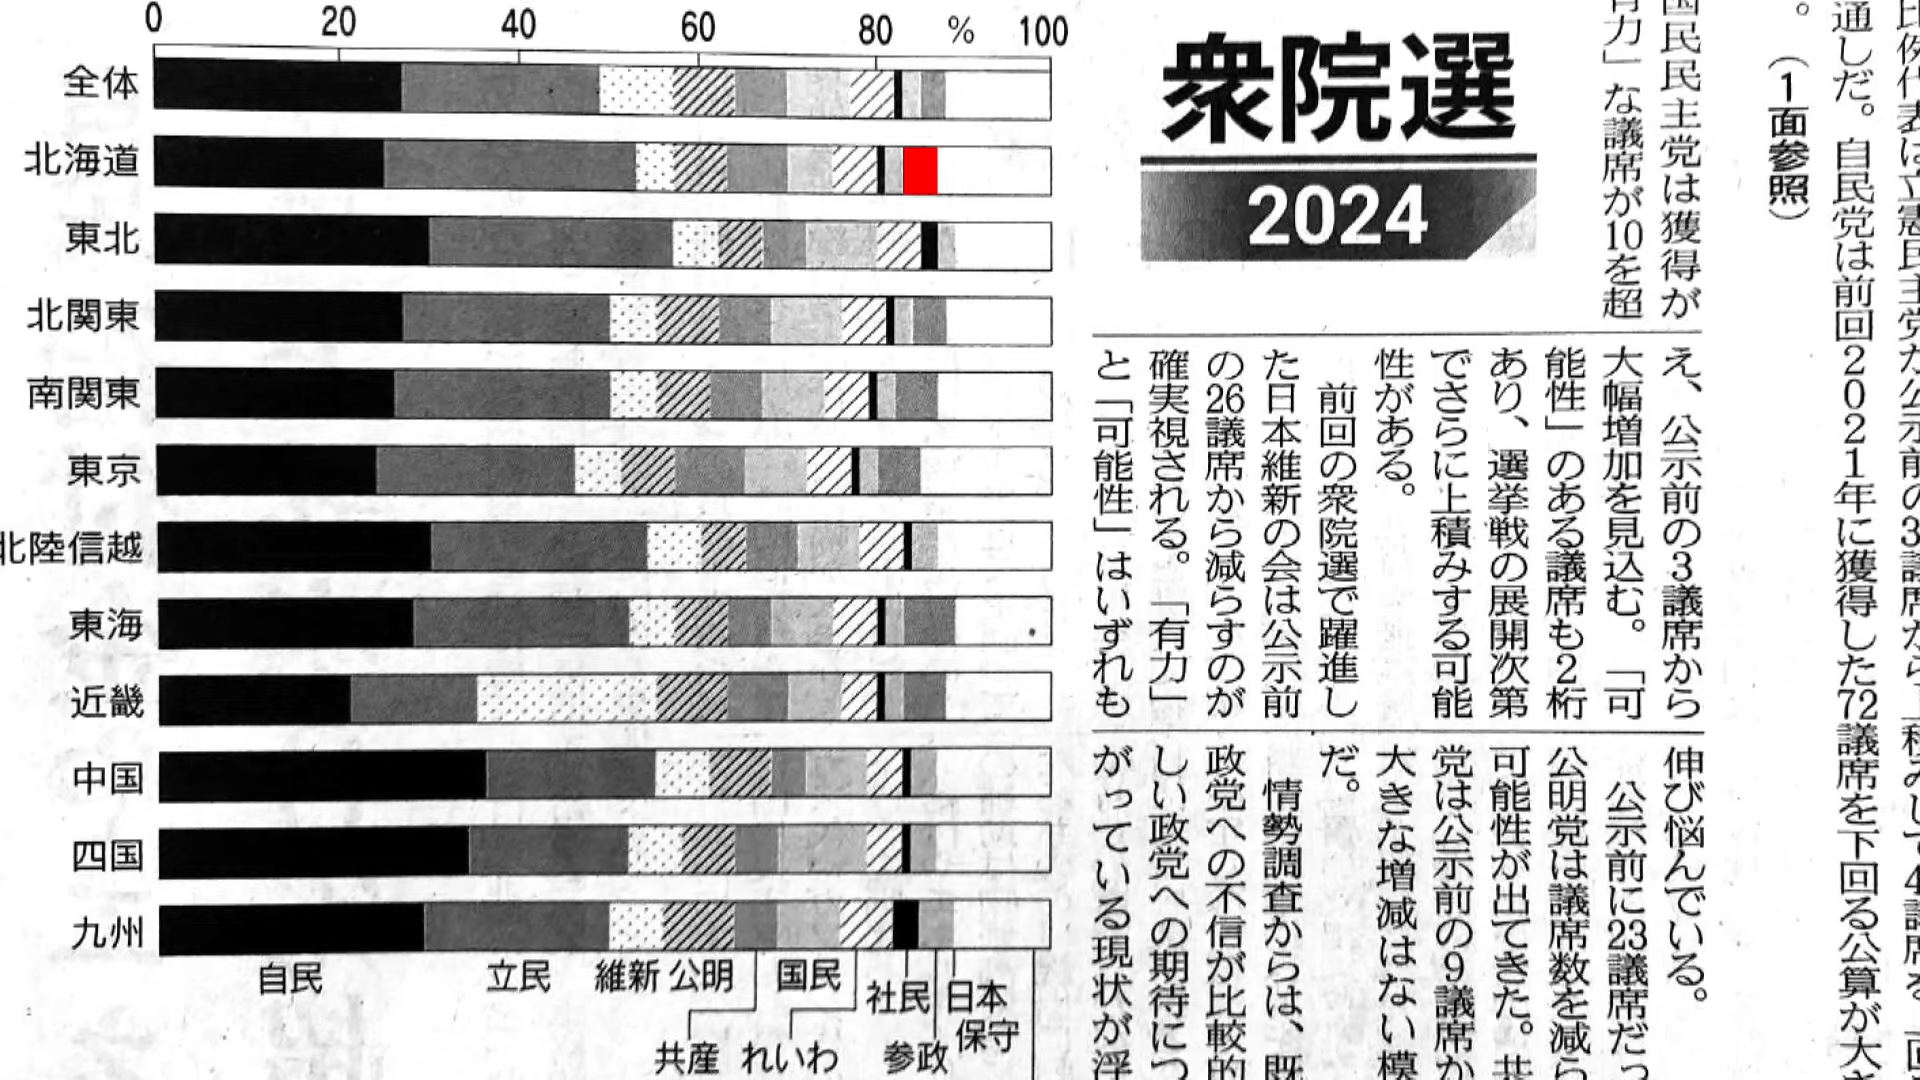 0 20 40 60 80 % 100
全体
北海道
東北
北関東
南関東
東京
北陸信越
東海
近畿
中国
四国
九州
自民 立民 維新 公明 国民 社民 日本保守
共産 れいわ 参政
衆院選
2024
通しだ。自民党は前回2021年に獲得した72議席を下回る公算が大
。(1面参照)
国民民主党は獲得が
有力」な議席が10を超
え、公示前の3議席から
大幅増加を見込む。「可
能性」のある議席も2桁
あり、選挙戦の展開次第
でさらに上積みする可能
性がある。
前回の衆院選で躍進し
た日本維新の会は公示前
の26議席から減らすのが
確実視される。「有力」
と「可能性」はいずれも
伸び悩んでいる。
公示前に23議席だっ
公明党は議席数を減ら
可能性が出てきた。共
党は公示前の9議席か
大きな増減はない模
だ。
情勢調査からは、既
政党への不信が比較的
しい政党への期待につ
がっている現状が浮